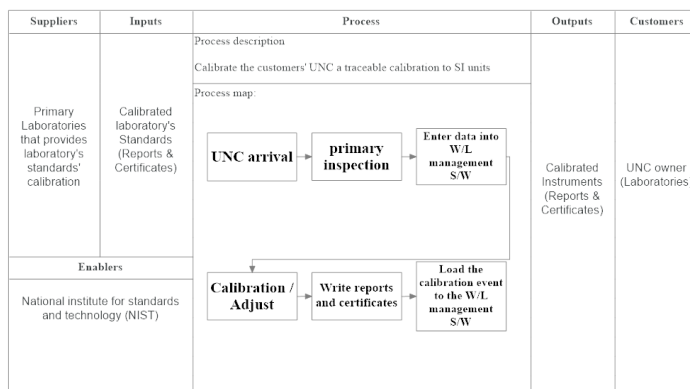 Suppliers
Inputs
Process
Outputs
Customers
Primary
Laboratories
that provides
laboratory's
standards'
calibration
Calibrated
laboratory's
Standards
(Reports &
Certificates)
Process description
Calibrate the customers' UNC a traceable calibration to SI units
Process map:
UNC arrival
primary
inspection
Enter data into
W/L
management
S/W
Calibration /
Adjust
Write reports
and certificates
Load the
calibration event
to the W/L
management
S/W
Calibrated
Instruments
(Reports &
Certificates)
UNC owner
(Laboratories
Enablers
National institute for standards
and technology (NIST)